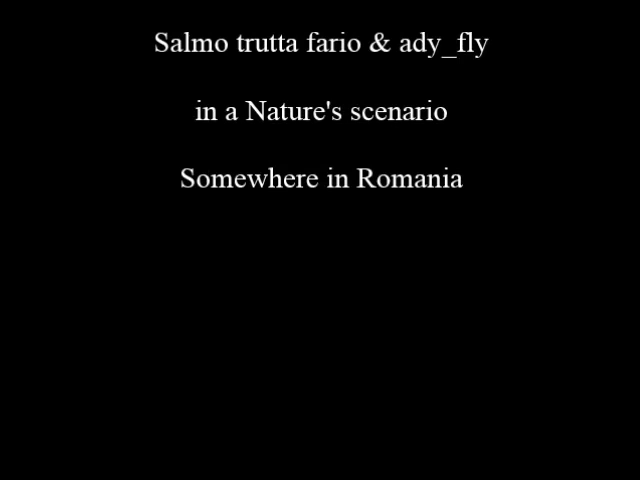 Salmo trutta fario & ady_fly
in a Nature's scenario
Somewhere in Romania